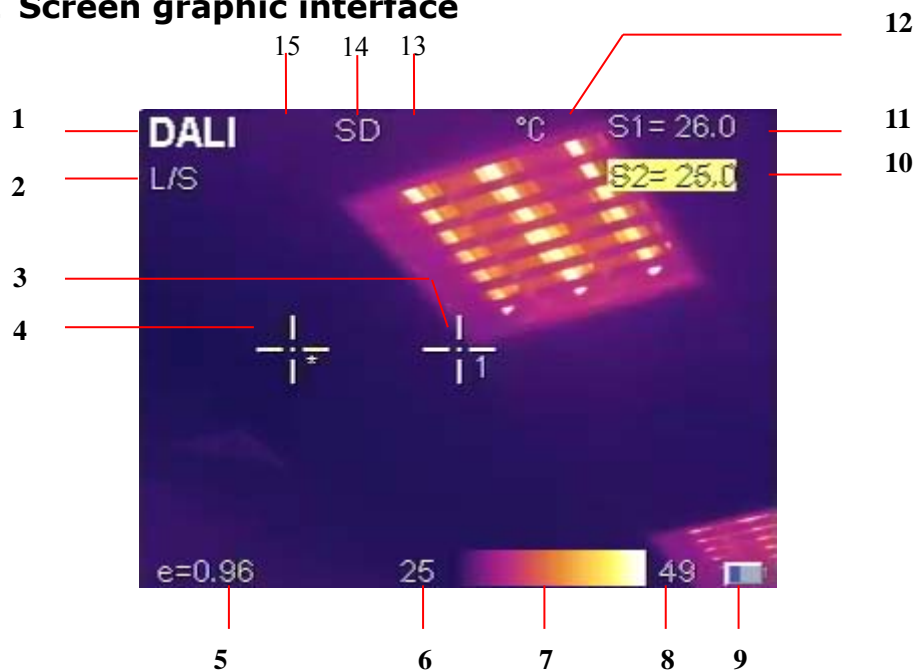 Screen graphic interface
12
15 14 13
1 DALI SD °C S1= 26.0 11
2 L/S S2= 25.0 10
3
4
1
e=0.96 25 49
5 6 7 8 9